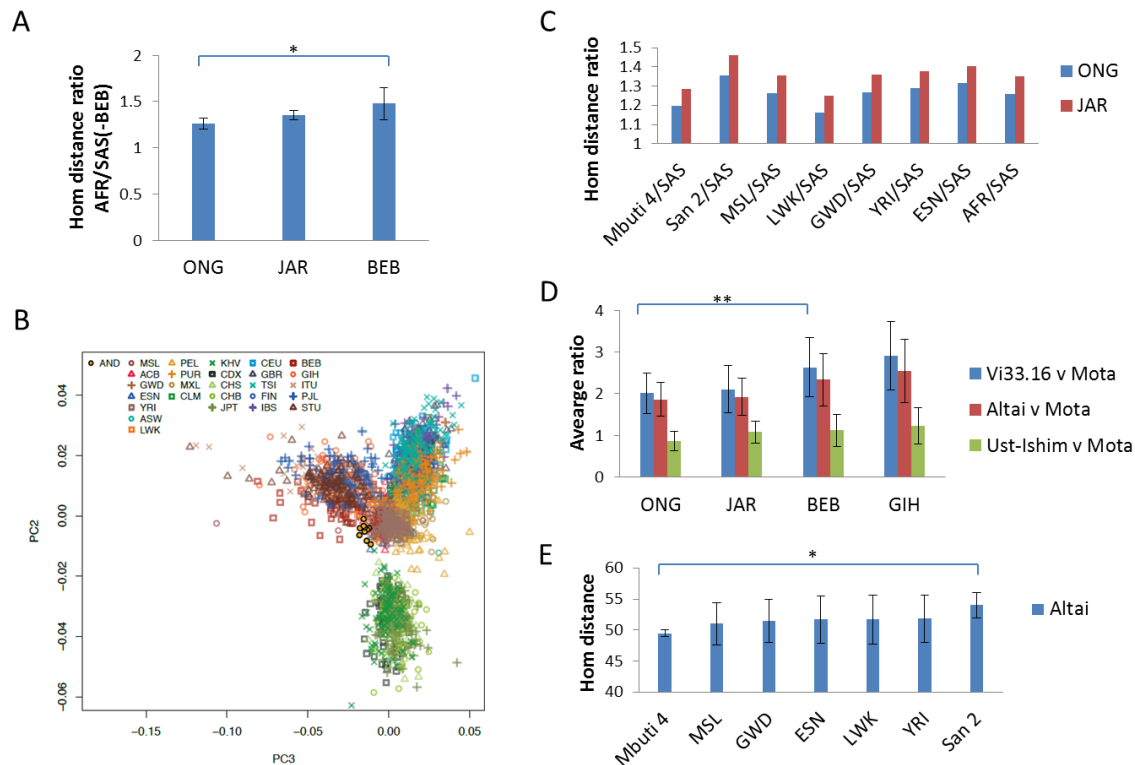 A
Hom distance ratio
AFR/SAS(-BEB)
2
1.5
1
0.5
0
*
ONG JAR BEB
B
AND MSL PEL KHV CEU BEB
ACB PUR CDX GBR GIH
GWD MXL CHS TSI ITU
ESN CLM CHB FIN PJL
YRI JPT IBS STU
ASW
LWK
PC2
0.04
0.02
0.00
−0.02
−0.04
−0.06
−0.15 −0.10 −0.05 0.00 0.05
PC3
C
Hom distance ratio
1.5
1.4
1.3
1.2
1.1
1
Mbuti 4/SAS
San 2/SAS
MSL/SAS
LWK/SAS
GWD/SAS
YRI/SAS
ESN/SAS
AFR/SAS
ONG
JAR
D
Avearge ratio
4
3
2
1
0
**
ONG JAR BEB GIH
Vi33.16 v Mota
Altai v Mota
Ust-Ishim v Mota
E
Hom distance
60
55
50
45
40
*
Mbuti 4
MSL
GWD
ESN
LWK
YRI
San 2
Altai